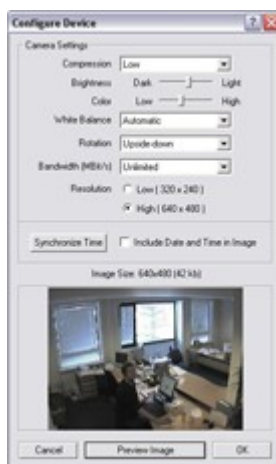 Configure Device
Camera Settings
Compression Low
Brightness Dark Light
Color Low High
White Balance Automatic
Rotation Upside down
Bandwidth (MBit/s) Unlimited
Resolution Low ( 320 x 240 )
High ( 640 x 480 )
Synchronize Time Include Date and Time in Image
Image Size: 640x480 (42 kb)
Cancel Preview Image OK